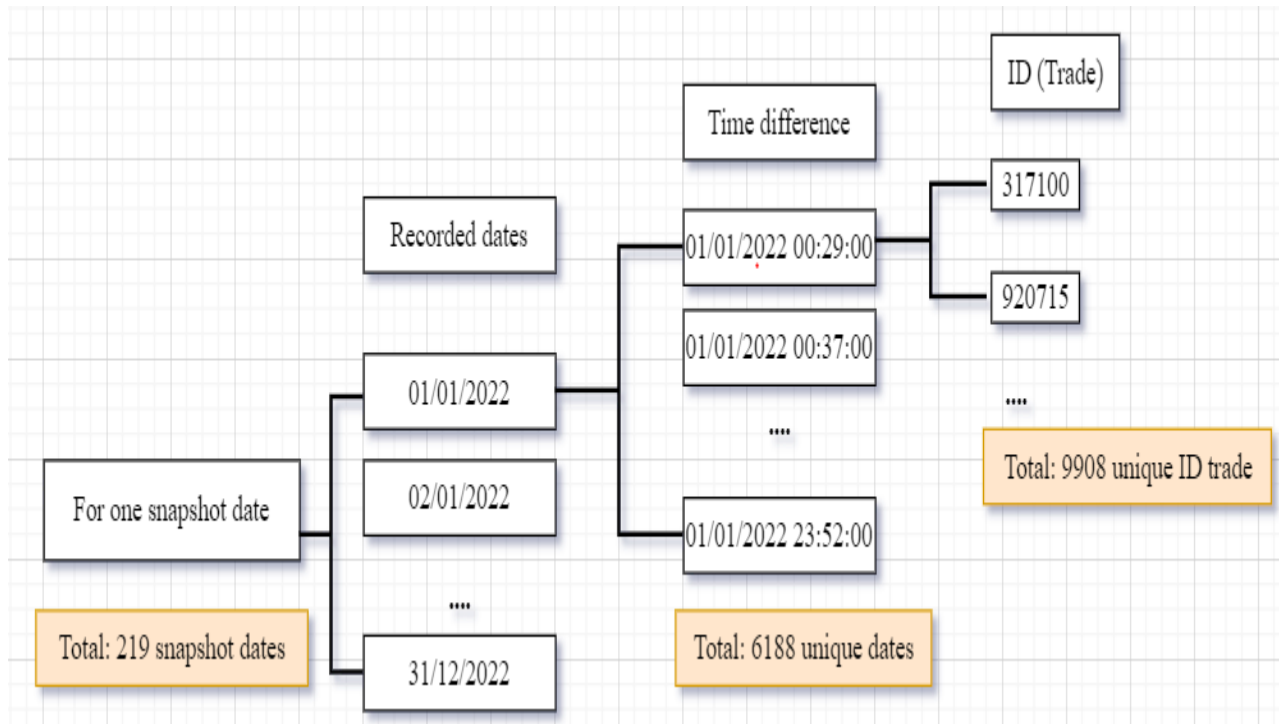 ID (Trade)
Time difference
317100
Recorded dates
01/01/2022 00:29:00
920715
01/01/2022 00:37:00
01/01/2022
....
....
Total: 9908 unique ID trade
For one snapshot date
02/01/2022
01/01/2022 23:52:00
....
Total: 219 snapshot dates
Total: 6188 unique dates
31/12/2022